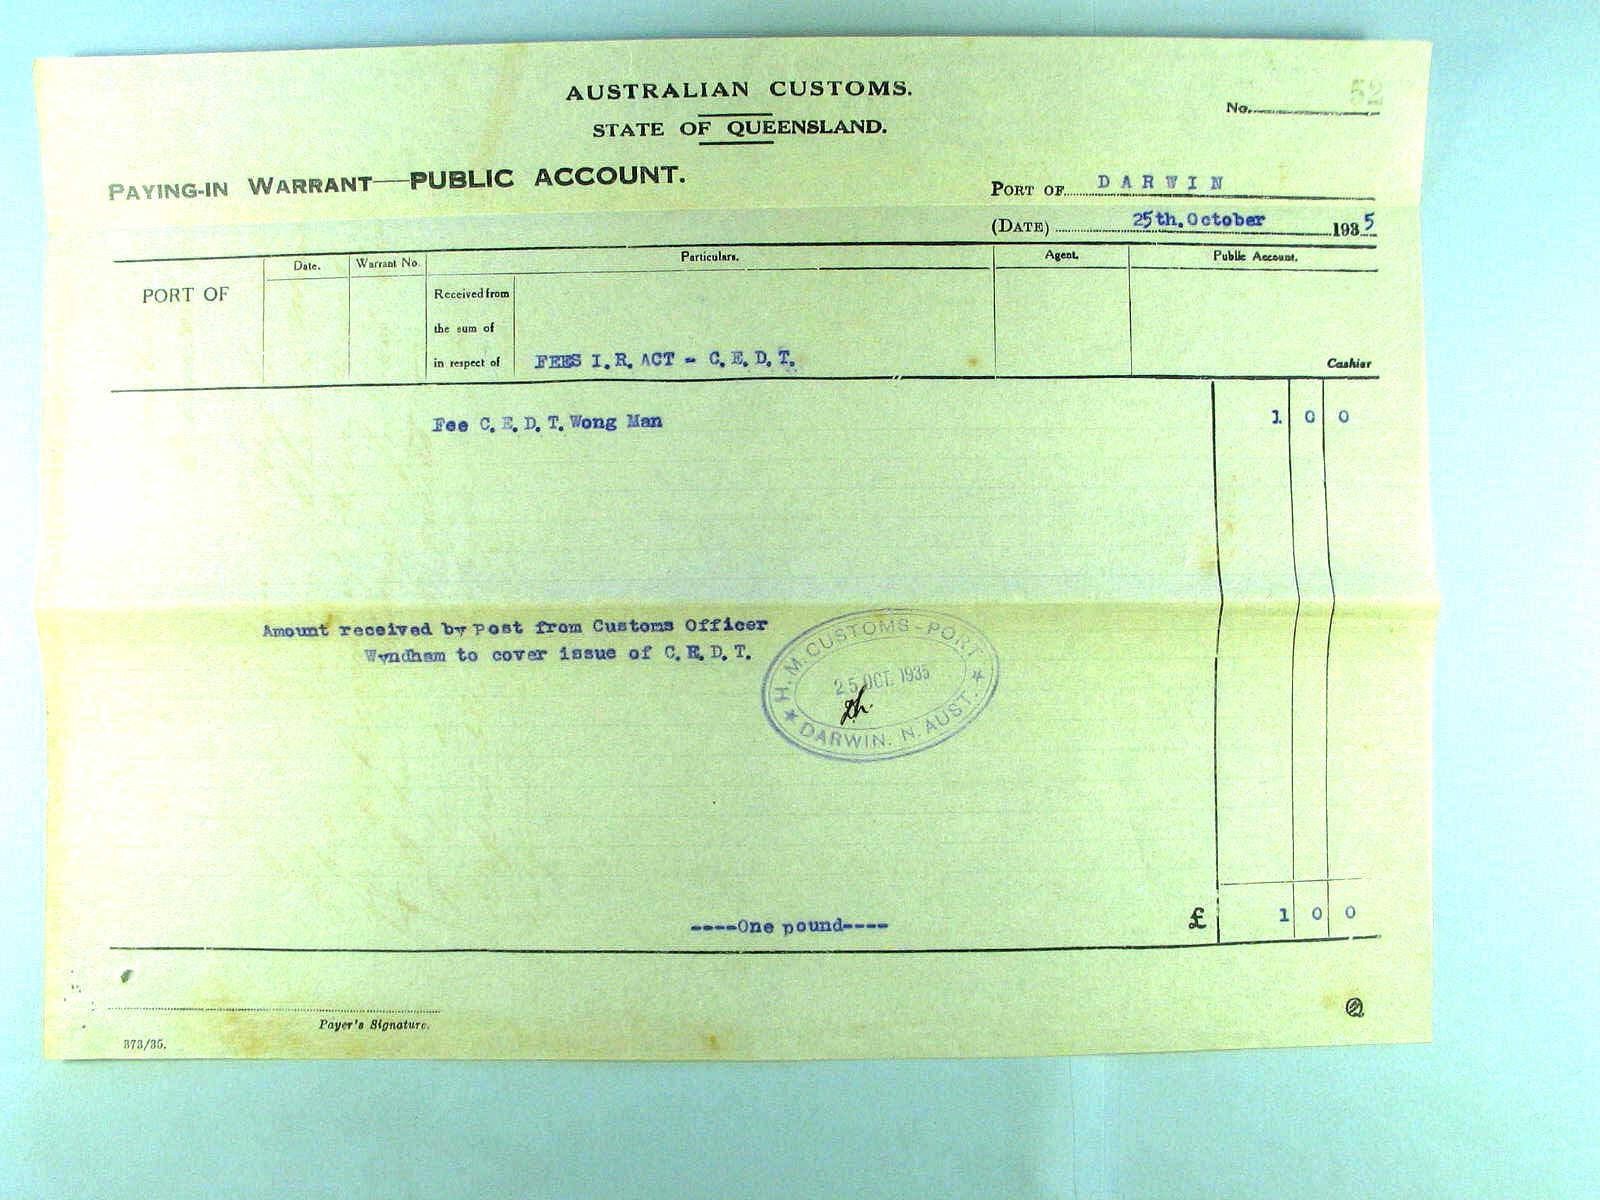 AUSTRALIAN CUSTOMS.
STATE OF QUEENSLAND.
No. 52
PAYING-IN WARRANT—PUBLIC ACCOUNT.
PORT OF DARWIN
(DATE) 25th. October 1935
Date. Warrant No. Particulars. Agent. Public Account.
PORT OF
Received from
the sum of
in respect of FEES I.R. ACT - C.E.D.T.
Cashier
Fee C.E.D.T. Wong Man 1 0 0
Amount received by Post from Customs Officer
Wyndham to cover issue of C.E.D.T.
H.M. CUSTOMS - PORT
25 OCT. 1935
DARWIN. N. AUST.
----One pound---- £ 1 0 0
Payer's Signature.
373/35.
Q